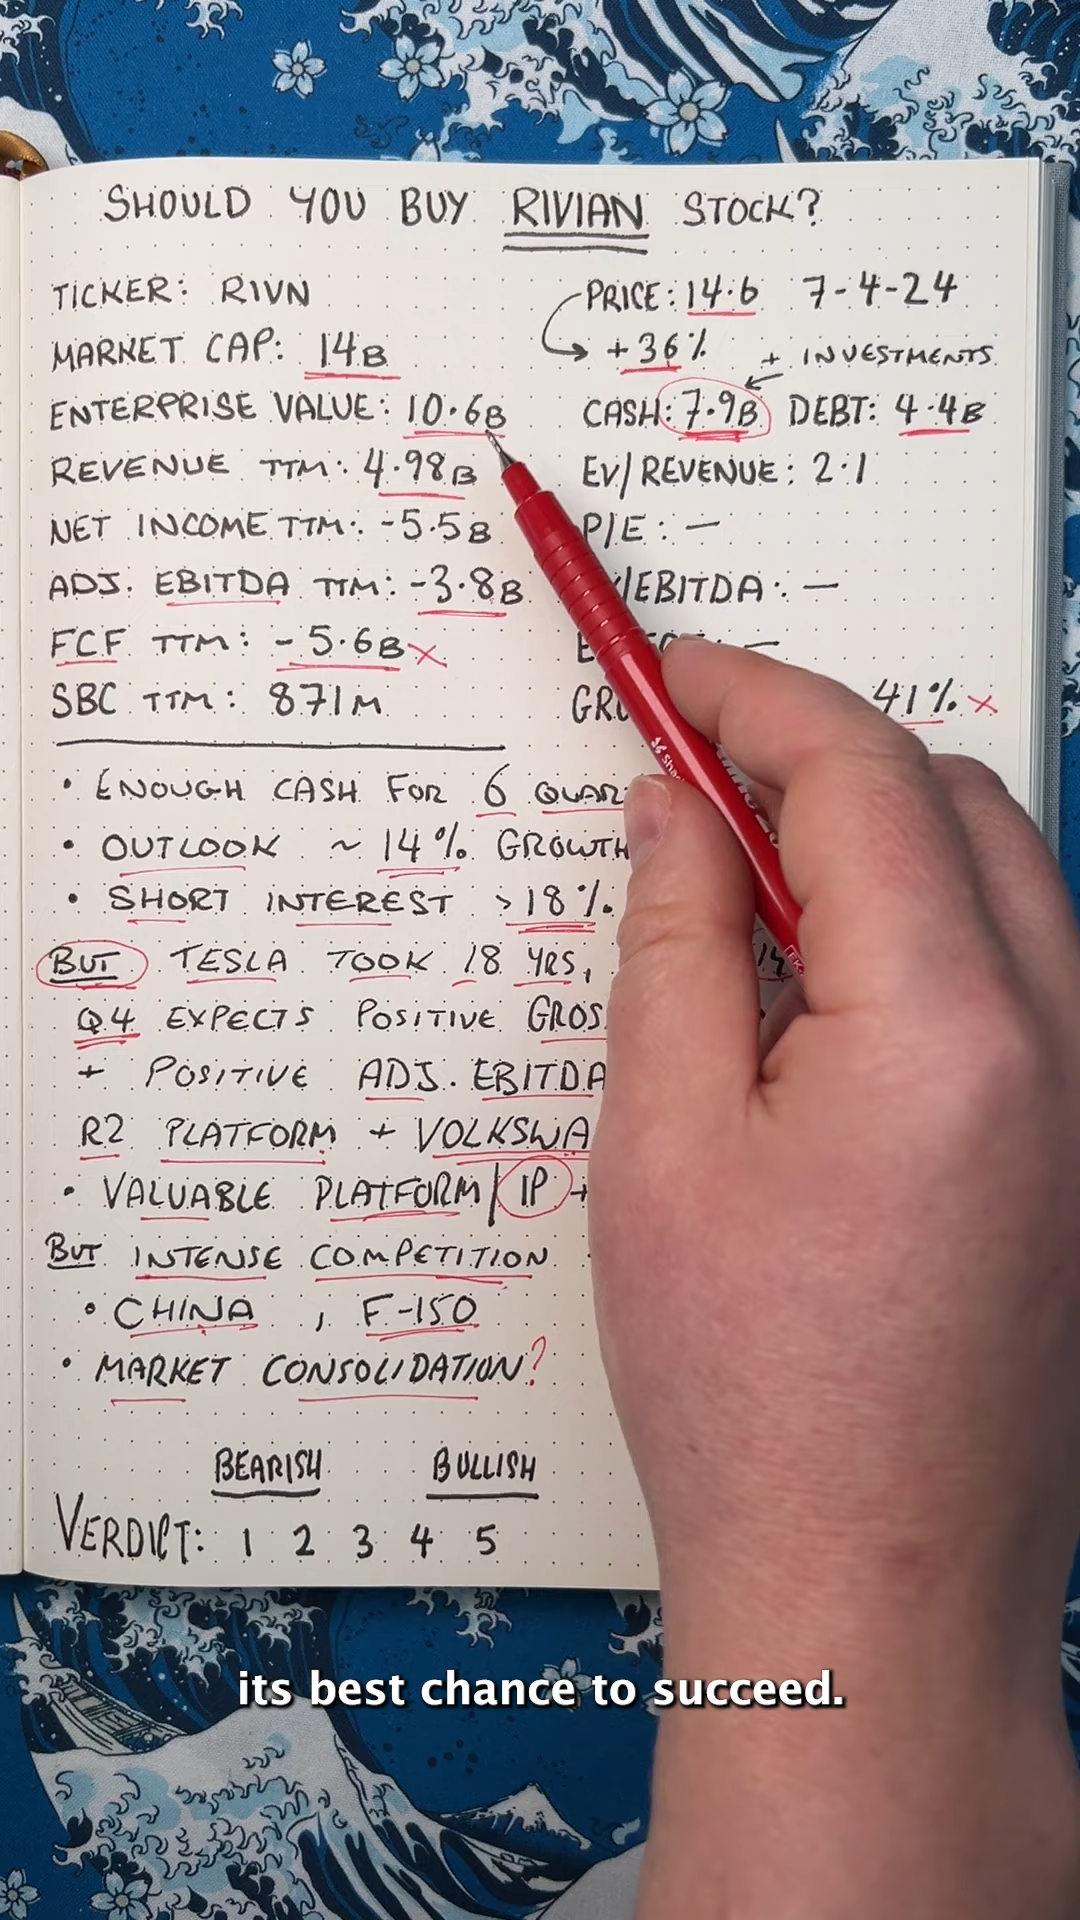 SHOULD YOU BUY RIVIAN STOCK?
TICKER: RIVN
PRICE: 14.6 7-4-24
MARKET CAP: 14B
+36%
+ INVESTMENTS
ENTERPRISE VALUE: 10.6B
CASH: 7.9B DEBT: 4.4B
REVENUE TTM: 4.98B
EV/REVENUE: 2.1
NET INCOME TTM: -5.5B
P/E: —
ADJ. EBITDA TTM: -3.8B
/EBITDA: —
FCF TTM: -5.6B x
—
SBC TTM: 871M
41% x
• ENOUGH CASH FOR 6
• OUTLOOK ~ 14% GROWTH
• SHORT INTEREST >18%.
BUT TESLA TOOK 18 YRS,
Q4 EXPECTS POSITIVE GROS
+ POSITIVE ADJ. EBITDA
R2 PLATFORM + VOLKSWA
• VALUABLE PLATFORM/IP +
BUT INTENSE COMPETITION
• CHINA, F-150
• MARKET CONSOLIDATION?
BEARISH BULLISH
VERDICT: 1 2 3 4 5
its best chance to succeed.